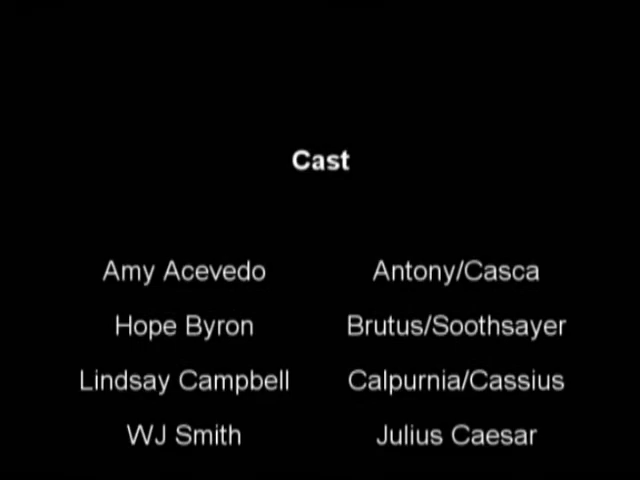 Cast
Amy Acevedo Antony/Casca
Hope Byron Brutus/Soothsayer
Lindsay Campbell Calpurnia/Cassius
WJ Smith Julius Caesar